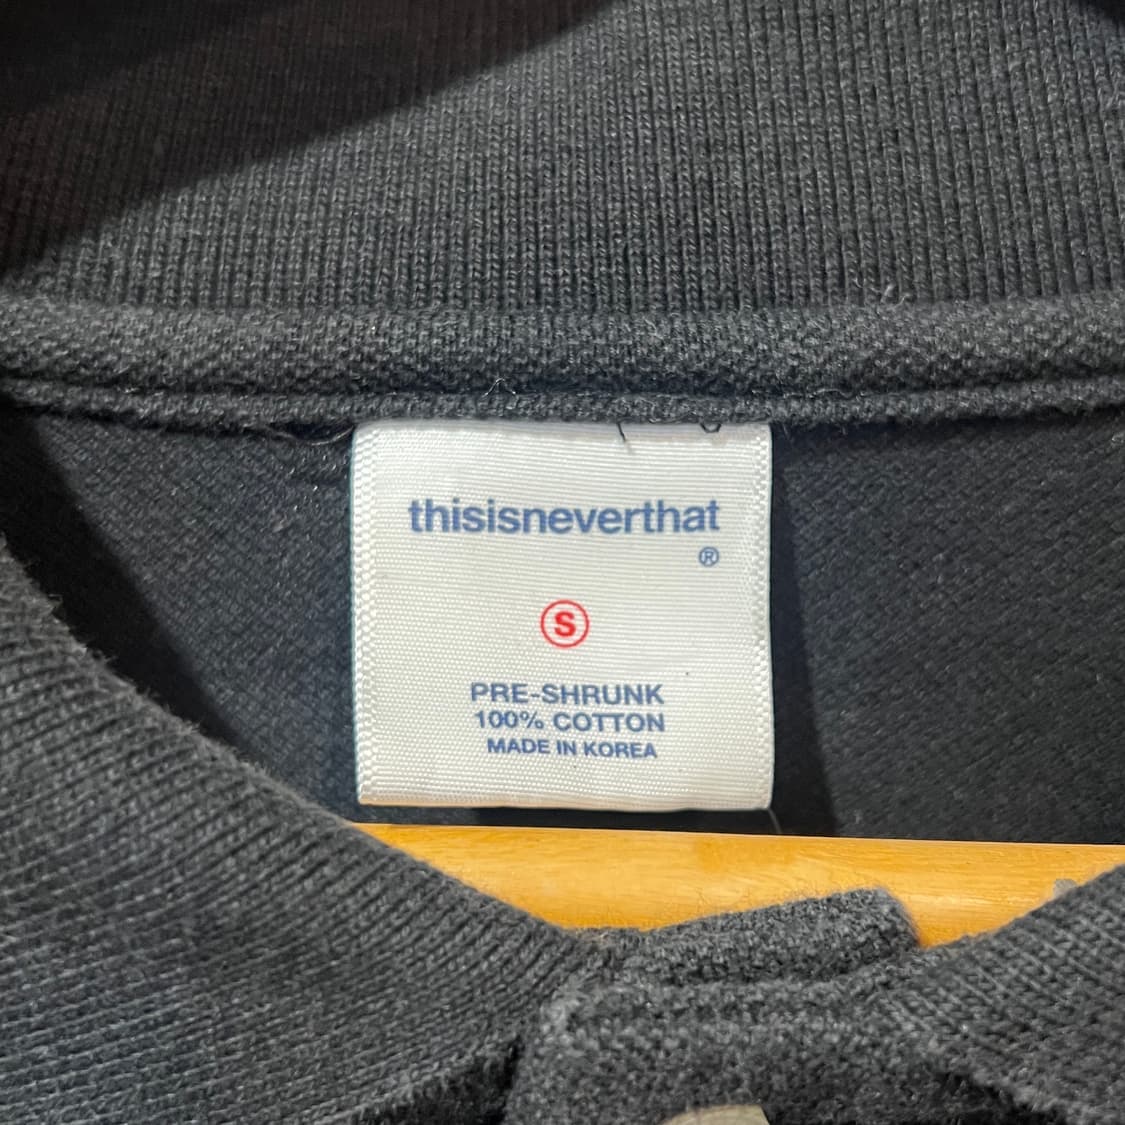 thisisneverthat
®
S
PRE-SHRUNK
100% COTTON
MADE IN KOREA